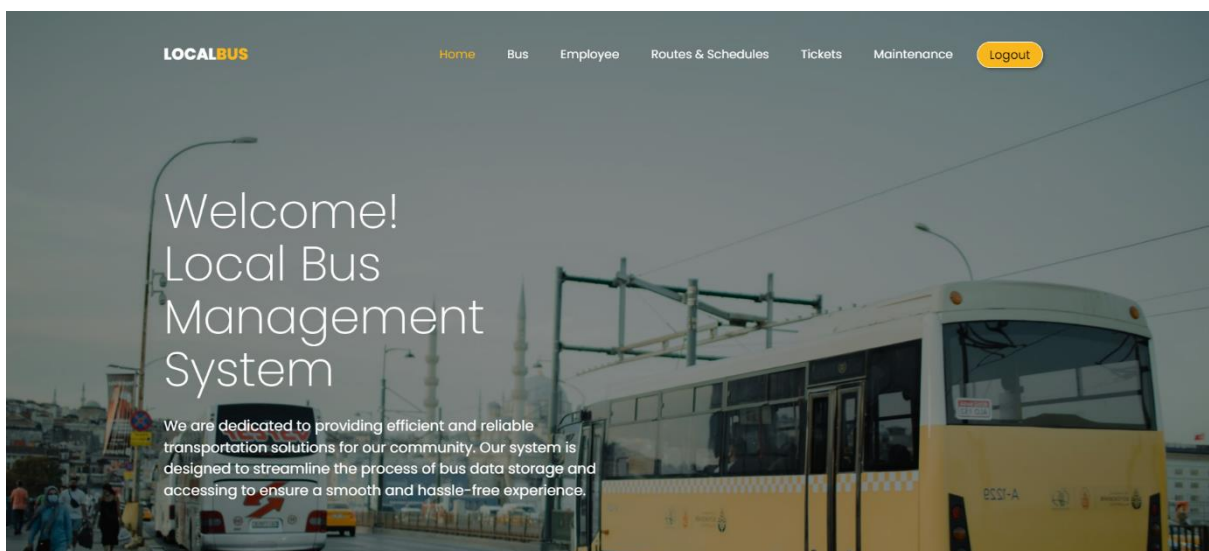 LOCALBUS
Home Bus Employee Routes & Schedules Tickets Maintenance Logout
Welcome!
Local Bus
Management
System
We are dedicated to providing efficient and reliable
transportation solutions for our community. Our system is
designed to streamline the process of bus data storage and
accessing to ensure a smooth and hassle-free experience.